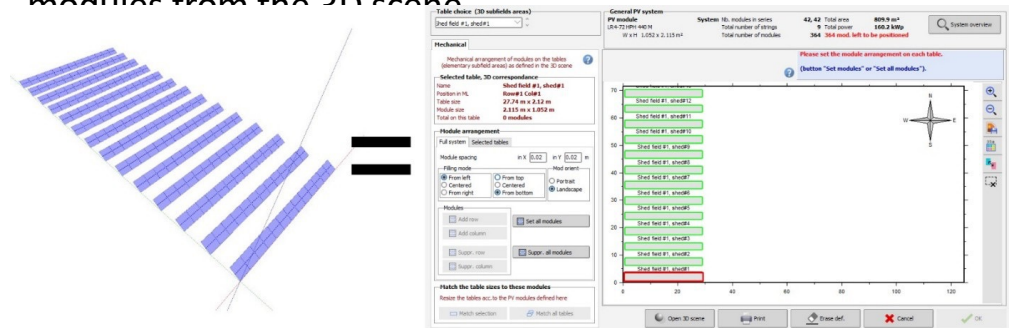 modules from the 3D scene
Table choice (3D subfields areas)
Shed field #1, shed#1
Mechanical
Mechanical arrangement of modules on the tables
(elementary subfield areas) as defined in the 3D scene
Selected table, 3D correspondance
Name Shed field #1, shed#1
Position in ML Row#1 Col#1
Table size 27.74 m x 2.12 m
Module size 2.115 m x 1.052 m
Total on this table 0 modules
Module arrangement
Full system Selected tables
Module spacing in X 0.02 in Y 0.02 m
Filling mode Mod orient
From left From top Portrait
Centered Centered Landscape
From right From bottom
Modules
Add row Set all modules
Add column
Suppr. row Suppr. all modules
Suppr. column
Match the table sizes to these modules
Resize the tables acc. to the PV modules defined here
Match selection Match all tables
General PV system
PV module System Nb. modules in series 42, 42 Total area 809.9 m²
LR4-72 HPH 440 M Total number of strings 9 Total power 160.2 kWp
W x H 1.052 x 2.115 m² Total number of modules 364 364 mod. left
to be positioned
System overview
Please set the module arrangement on each table.
(button "Set modules" or "Set all modules").
70
60
50
40
30
20
10
0
Shed field #1, shed#12
Shed field #1, shed#11
Shed field #1, shed#10
Shed field #1, shed#9
Shed field #1, shed#8
Shed field #1, shed#7
Shed field #1, shed#6
Shed field #1, shed#5
Shed field #1, shed#4
Shed field #1, shed#3
Shed field #1, shed#2
Shed field #1, shed#1
N
W E
S
0 20 40 60 80 100 120
Open 3D scene Print Erase def. Cancel OK